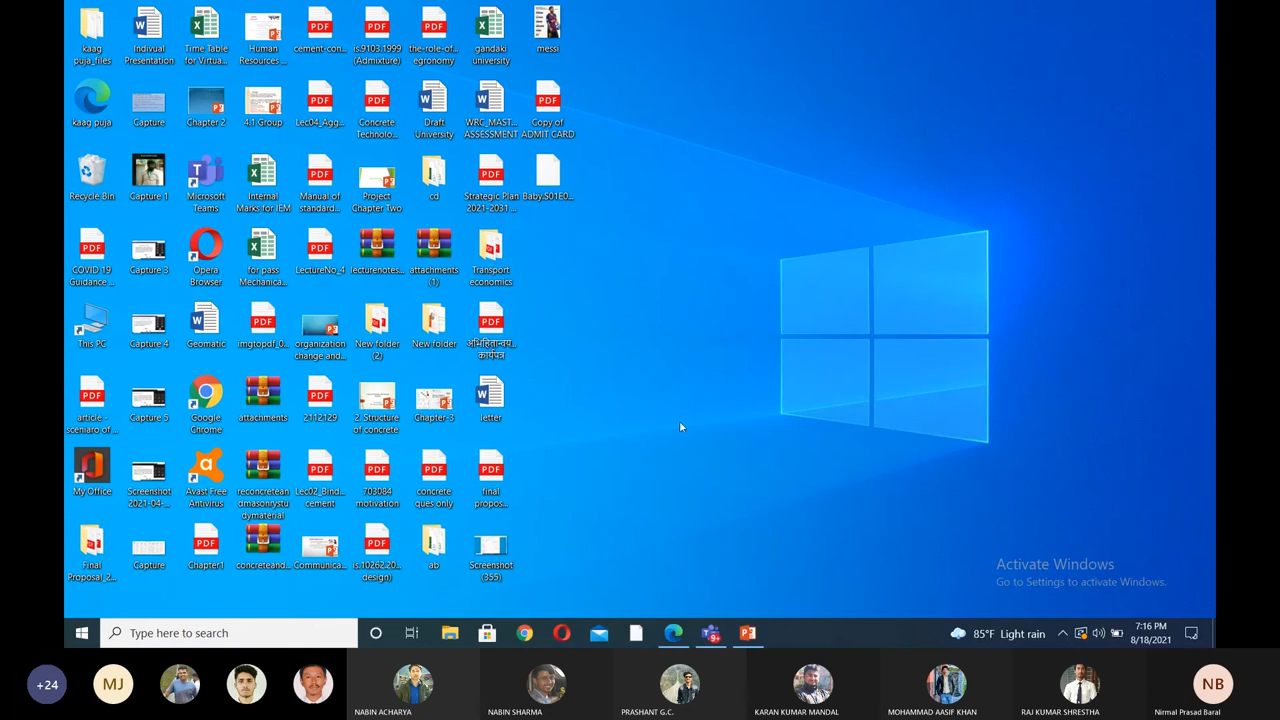 kaag
puja_files
Indivual
Presentation
Time Table
for Virtua...
Human
Resources ...
cement-con...
is.9103.1999
(Admixture)
the-role-of...
egronomy
gandaki
university
messi
kaag puja
Capture
Chapter 2
4.1 Group
Lec04_Agg...
Concrete
Technolo...
Draft
University
WRC_MAST...
ASSESSMENT
Copy of
ADMIT CARD
Recycle Bin
Capture 1
Microsoft
Teams
Internal
Marks for IEM
Manual of
standard...
Project
Chapter Two
cd
Strategic Plan
2021-2031 ...
Baby.S01E0...
COVID 19
Guidance ...
Capture 3
Opera
Browser
for pass
Mechanica...
LectureNo_4
lecturenotes...
attachments
(1)
Transport
economics
This PC
Capture 4
Geomatic
imgtopdf_0...
organization
change and...
New folder
(2)
New folder
कार्यपत्र
article -
sceniaro of ...
Capture 5
Google
Chrome
attachments
2112129
2. Structure
of concrete
Chapter-3
letter
My Office
Screenshot
2021-04-...
Avast Free
Antivirus
reconcretean
dmasonrystu
dymaterial
Lec02_Bind...
cement
703084
motivation
concrete
ques only
final
propos...
Final
Proposal_2...
Capture
Chapter1
concreteand...
Communica...
is.10262.20...
design)
ab
Screenshot
(355)
Activate Windows
Go to Settings to activate Windows.
Type here to search
9+
85°F Light rain
7:16 PM
8/18/2021
+24
MJ
NABIN ACHARYA
NABIN SHARMA
PRASHANT G.C.
KARAN KUMAR MANDAL
MOHAMMAD AASIF KHAN
RAJ KUMAR SHRESTHA
NB
Nirmal Prasad Baral